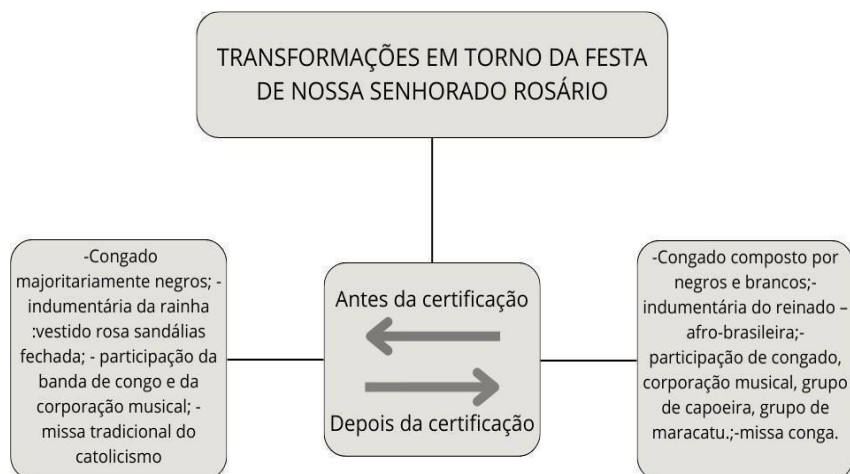 TRANSFORMAÇÕES EM TORNO DA FESTA
DE NOSSA SENHORADO ROSÁRIO
-Congado
majoritariamente negros; -
indumentária da rainha
:vestido rosa sandálias
fechada; - participação da
banda de congo e da
corporação musical; -
missa tradicional do
catolicismo
Antes da certificação
Depois da certificação
-Congado composto por
negros e brancos;-
indumentária do reinado –
afro-brasileira;-
participação de congado,
corporação musical, grupo
de capoeira, grupo de
maracatu.;-missa conga.